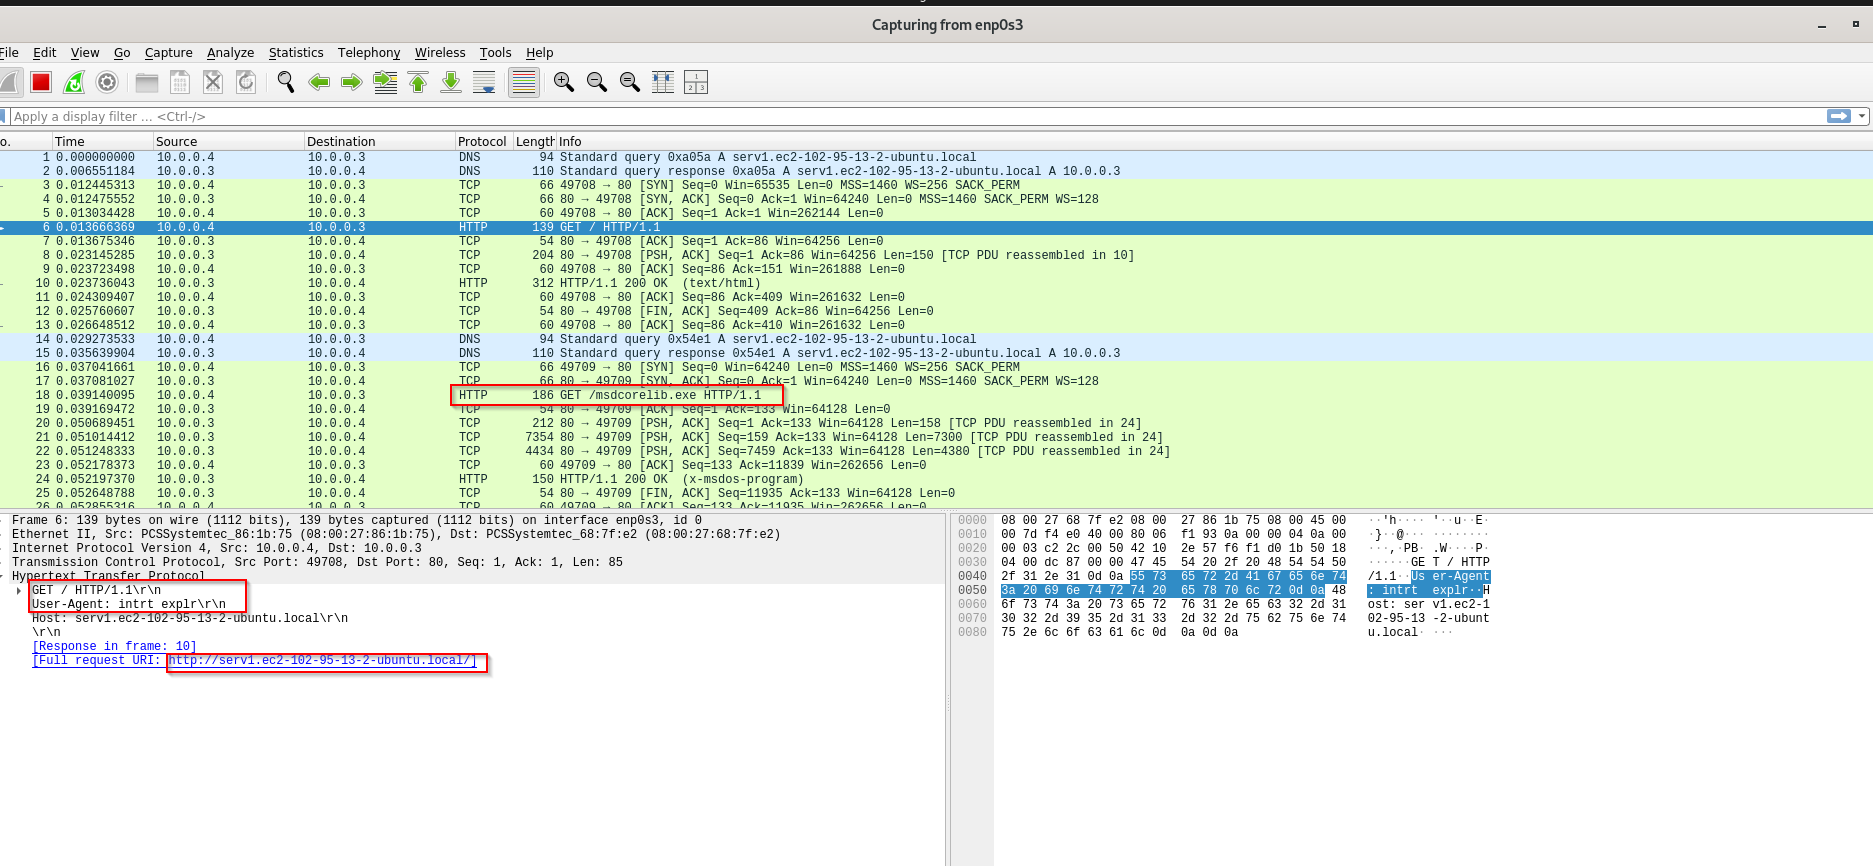 Capturing from enp0s3
File Edit View Go Capture Analyze Statistics Telephony Wireless Tools Help
Apply a display filter ... <Ctrl-/>
o. Time Source Destination Protocol Length Info
1 0.000000000 10.0.0.4 10.0.0.3 DNS 94 Standard query 0xa05a A serv1.ec2-102-95-13-2-ubuntu.local
2 0.006551184 10.0.0.3 10.0.0.4 DNS 110 Standard query response 0xa05a A serv1.ec2-102-95-13-2-ubuntu.local A 10.0.0.3
3 0.012445313 10.0.0.4 10.0.0.3 TCP 66 49708 → 80 [SYN] Seq=0 Win=65535 Len=0 MSS=1460 WS=256 SACK_PERM
4 0.012475552 10.0.0.3 10.0.0.4 TCP 66 80 → 49708 [SYN, ACK] Seq=0 Ack=1 Win=64240 Len=0 MSS=1460 SACK_PERM WS=128
5 0.013034428 10.0.0.4 10.0.0.3 TCP 60 49708 → 80 [ACK] Seq=1 Ack=1 Win=262144 Len=0
6 0.013666369 10.0.0.4 10.0.0.3 HTTP 139 GET / HTTP/1.1
7 0.013675346 10.0.0.3 10.0.0.4 TCP 54 80 → 49708 [ACK] Seq=1 Ack=86 Win=64256 Len=0
8 0.023145285 10.0.0.3 10.0.0.4 TCP 204 80 → 49708 [PSH, ACK] Seq=1 Ack=86 Win=64256 Len=150 [TCP PDU reassembled in 10]
9 0.023723498 10.0.0.4 10.0.0.3 TCP 60 49708 → 80 [ACK] Seq=86 Ack=151 Win=261888 Len=0
10 0.023736043 10.0.0.3 10.0.0.4 HTTP 312 HTTP/1.1 200 OK (text/html)
11 0.024309407 10.0.0.4 10.0.0.3 TCP 60 49708 → 80 [ACK] Seq=86 Ack=409 Win=261632 Len=0
12 0.025760607 10.0.0.3 10.0.0.4 TCP 54 80 → 49708 [FIN, ACK] Seq=409 Ack=86 Win=64256 Len=0
13 0.026648512 10.0.0.4 10.0.0.3 TCP 60 49708 → 80 [ACK] Seq=86 Ack=410 Win=261632 Len=0
14 0.029273533 10.0.0.4 10.0.0.3 DNS 94 Standard query 0x54e1 A serv1.ec2-102-95-13-2-ubuntu.local
15 0.035639904 10.0.0.3 10.0.0.4 DNS 110 Standard query response 0x54e1 A serv1.ec2-102-95-13-2-ubuntu.local A 10.0.0.3
16 0.037041661 10.0.0.4 10.0.0.3 TCP 66 49709 → 80 [SYN] Seq=0 Win=64240 Len=0 MSS=1460 WS=256 SACK_PERM
17 0.037081027 10.0.0.3 10.0.0.4 TCP 66 80 → 49709 [SYN, ACK] Seq=0 Ack=1 Win=64240 Len=0 MSS=1460 SACK_PERM WS=128
18 0.039140095 10.0.0.4 10.0.0.3 HTTP 186 GET /msdcorelib.exe HTTP/1.1
19 0.039169472 10.0.0.3 10.0.0.4 TCP 54 80 → 49709 [ACK] Seq=1 Ack=133 Win=64128 Len=0
20 0.050689451 10.0.0.3 10.0.0.4 TCP 212 80 → 49709 [PSH, ACK] Seq=1 Ack=133 Win=64128 Len=158 [TCP PDU reassembled in 24]
21 0.051014412 10.0.0.3 10.0.0.4 TCP 7354 80 → 49709 [PSH, ACK] Seq=159 Ack=133 Win=64128 Len=7300 [TCP PDU reassembled in 24]
22 0.051248333 10.0.0.3 10.0.0.4 TCP 4434 80 → 49709 [PSH, ACK] Seq=7459 Ack=133 Win=64128 Len=4380 [TCP PDU reassembled in 24]
23 0.052178373 10.0.0.4 10.0.0.3 TCP 60 49709 → 80 [ACK] Seq=133 Ack=11839 Win=262656 Len=0
24 0.052197370 10.0.0.3 10.0.0.4 HTTP 150 HTTP/1.1 200 OK (x-msdos-program)
25 0.052648788 10.0.0.3 10.0.0.4 TCP 54 80 → 49709 [FIN, ACK] Seq=11935 Ack=133 Win=64128 Len=0
26 0.052855316 10.0.0.4 10.0.0.3 TCP 60 49709 → 80 [ACK] Seq=133 Ack=11935 Win=262656 Len=0
Frame 6: 139 bytes on wire (1112 bits), 139 bytes captured (1112 bits) on interface enp0s3, id 0
Ethernet II, Src: PCSSystemtec_86:1b:75 (08:00:27:86:1b:75), Dst: PCSSystemtec_68:7f:e2 (08:00:27:68:7f:e2)
Internet Protocol Version 4, Src: 10.0.0.4, Dst: 10.0.0.3
Transmission Control Protocol, Src Port: 49708, Dst Port: 80, Seq: 1, Ack: 1, Len: 85
Hypertext Transfer Protocol
GET / HTTP/1.1\r\n
User-Agent: intrt explr\r\n
Host: serv1.ec2-102-95-13-2-ubuntu.local\r\n
\r\n
[Response in frame: 10]
[Full request URI: http://serv1.ec2-102-95-13-2-ubuntu.local/]
0000 08 00 27 68 7f e2 08 00 27 86 1b 75 08 00 45 00 ··'h···· '··u··E·
0010 00 7d f4 e0 40 00 80 06 f1 93 0a 00 00 04 0a 00 ·}··@··· ········
0020 00 03 c2 2c 00 50 42 10 2e 57 f6 f1 d0 1b 50 18 ···,·PB· .W····P·
0030 04 00 dc 87 00 00 47 45 54 20 2f 20 48 54 54 50 ······GE T / HTTP
0040 2f 31 2e 31 0d 0a 55 73 65 72 2d 41 67 65 6e 74 /1.1··Us er-Agent
0050 3a 20 69 6e 74 72 74 20 65 78 70 6c 72 0d 0a 48 : intrt explr··H
0060 6f 73 74 3a 20 73 65 72 76 31 2e 65 63 32 2d 31 ost: ser v1.ec2-1
0070 30 32 2d 39 35 2d 31 33 2d 32 2d 75 62 75 6e 74 02-95-13 -2-ubunt
0080 75 2e 6c 6f 63 61 6c 0d 0a 0d 0a u.local· ···